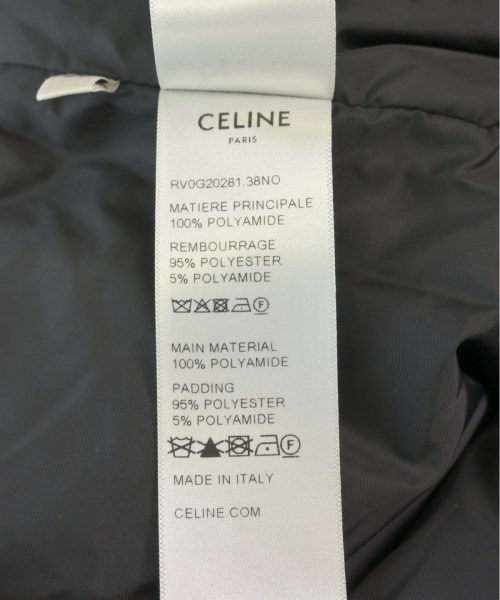 CELINE
PARIS
RV0G20281.38NO
MATIERE PRINCIPALE
100% POLYAMIDE
REMBOURRAGE
95% POLYESTER
5% POLYAMIDE
F
MAIN MATERIAL
100% POLYAMIDE
PADDING
95% POLYESTER
5% POLYAMIDE
F
MADE IN ITALY
CELINE.COM